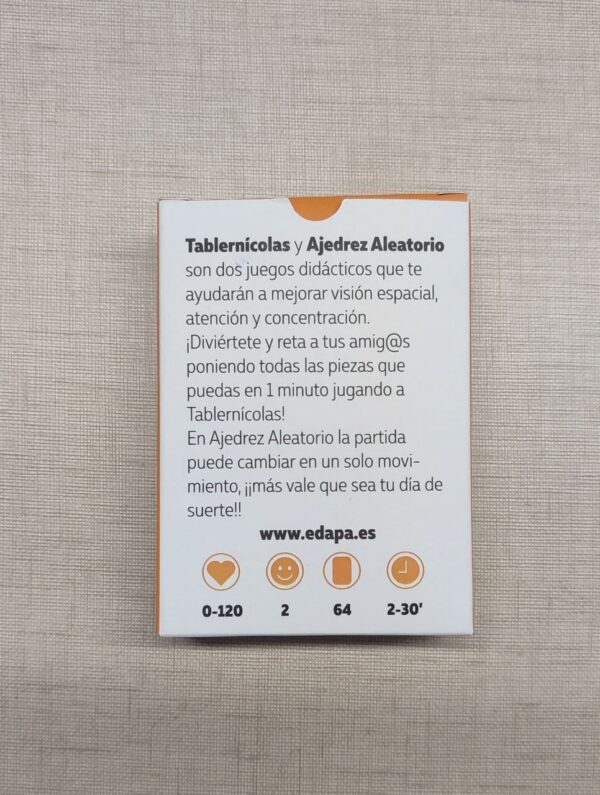 Tablernícolas y Ajedrez Aleatorio
son dos juegos didácticos que te
ayudarán a mejorar visión espacial,
atención y concentración.
¡Diviértete y reta a tus amig@s
poniendo todas las piezas que
puedas en 1 minuto jugando a
Tablernícolas!
En Ajedrez Aleatorio la partida
puede cambiar en un solo movi-
miento, ¡¡más vale que sea tu día de
suerte!!
www.edapa.es
0-120 2 64 2-30'